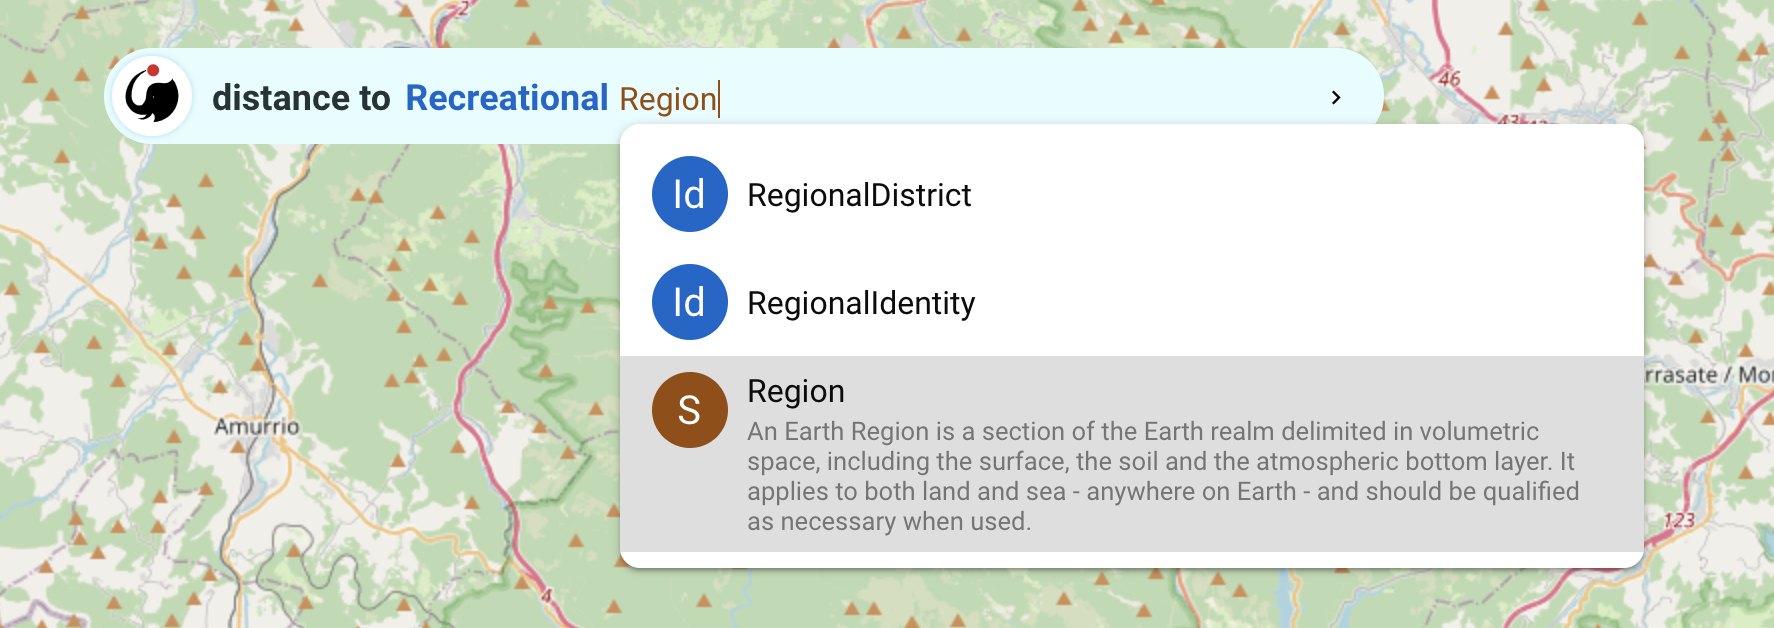 2
46
43
distance to Recreational Region
Id RegionalDistrict
Id RegionalIdentity
S Region
An Earth Region is a section of the Earth realm delimited in volumetric
space, including the surface, the soil and the atmospheric bottom layer. It
applies to both land and sea - anywhere on Earth - and should be qualified
as necessary when used.
rrasate / Mo
Amurrio
123
4